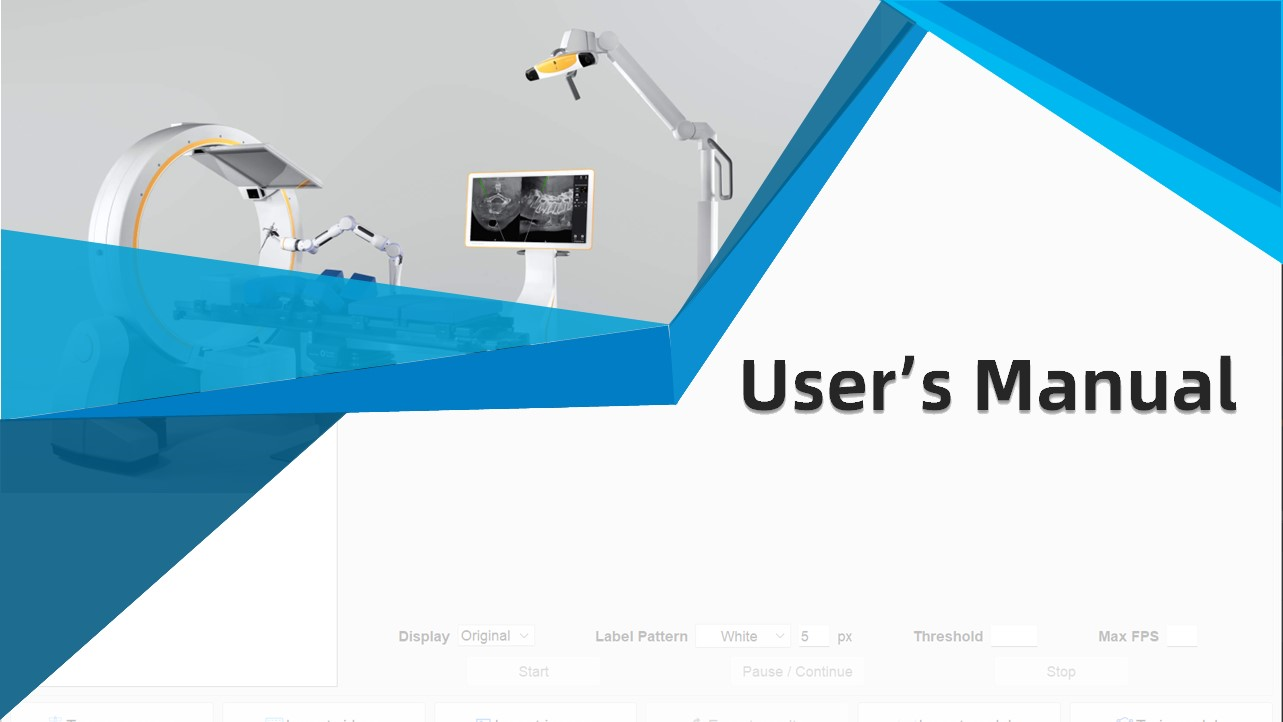 User’s Manual
Display Original Label Pattern White 5 px Threshold Max FPS
Start Pause / Continue Stop